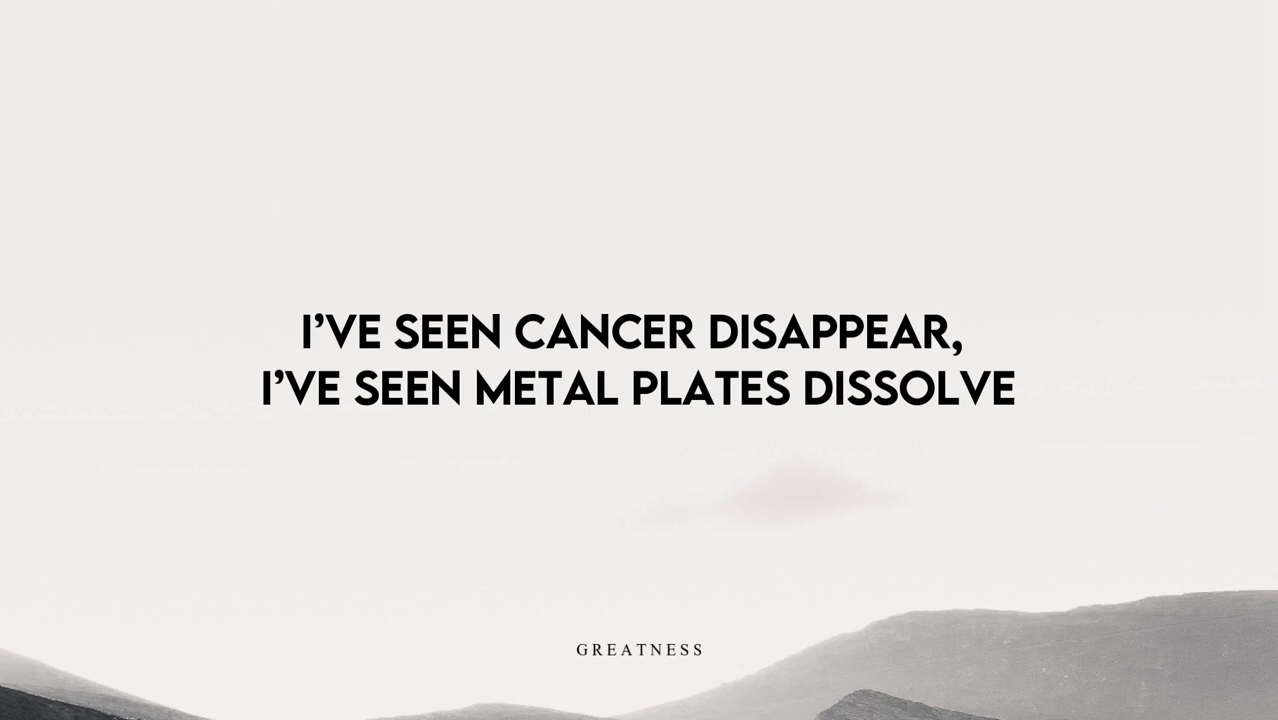 I'VE SEEN CANCER DISAPPEAR,
I'VE SEEN METAL PLATES DISSOLVE
GREATNESS